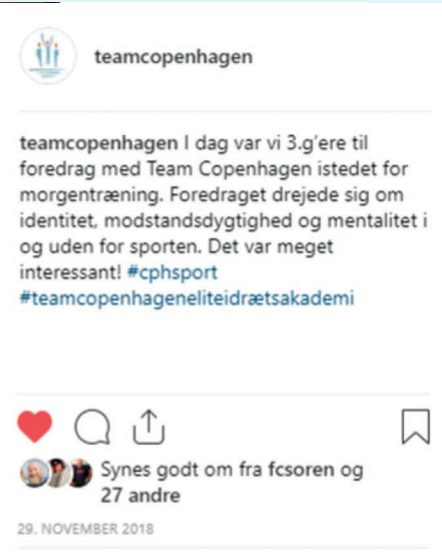 teamcopenhagen
teamcopenhagen I dag var vi 3.g'ere til
foredrag med Team Copenhagen istedet for
morgentræning. Foredraget drejede sig om
identitet, modstandsdygtighed og mentalitet i
og uden for sporten. Det var meget
interessant! #cphsport
#teamcopenhageneliteidrætsakademi
Synes godt om fra fcsoren og
27 andre
29. NOVEMBER 2018